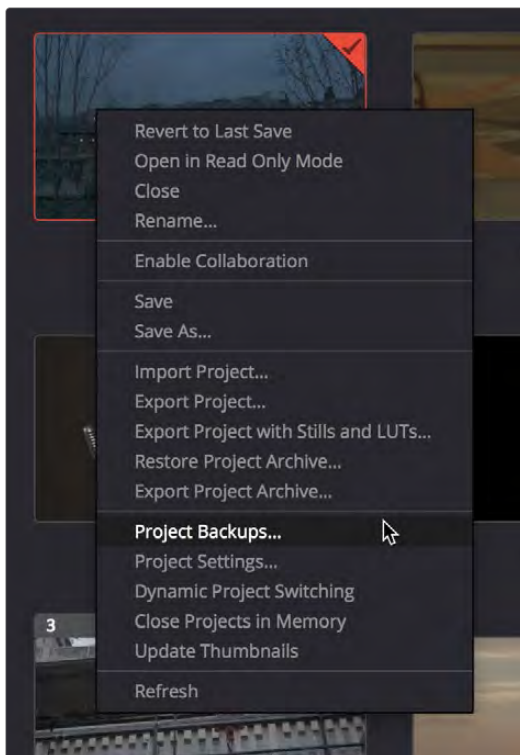 Revert to Last Save
Open in Read Only Mode
Close
Rename...
Enable Collaboration
Save
Save As...
Import Project...
Export Project...
Export Project with Stills and LUTs...
Restore Project Archive...
Export Project Archive...
Project Backups...
Project Settings...
Dynamic Project Switching
3
Close Projects in Memory
Update Thumbnails
Refresh